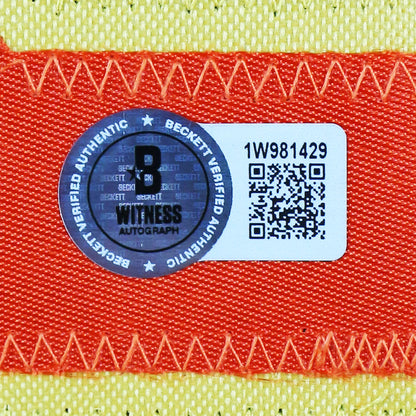 BECKETT VERIFIED AUTHENTIC
★
BECKETT VERIFIED AUTHENTIC
★
B
WITNESS
AUTOGRAPH
1W981429